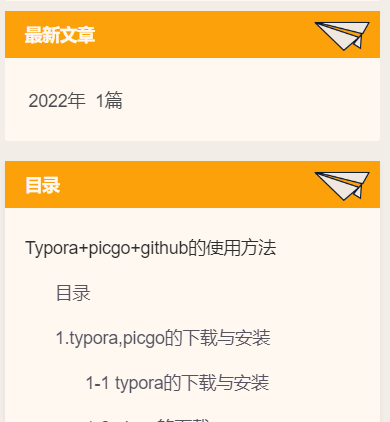 最新文章
2022年 1篇
目录
Typora+picgo+github的使用方法
目录
1.typora,picgo的下载与安装
1-1 typora的下载与安装